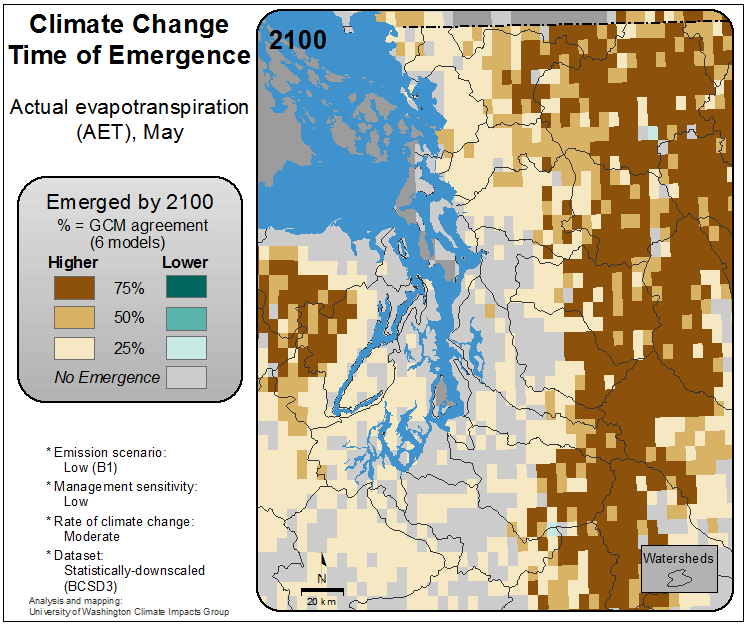 Climate Change
Time of Emergence
Actual evapotranspiration
(AET), May
Emerged by 2100
% = GCM agreement
(6 models)
Higher Lower
75%
50%
25%
No Emergence
* Emission scenario:
Low (B1)
* Management sensitivity:
Low
* Rate of climate change:
Moderate
* Dataset:
Statistically-downscaled
(BCSD3)
Analysis and mapping:
University of Washington Climate Impacts Group
2100
N
20 km
Watersheds